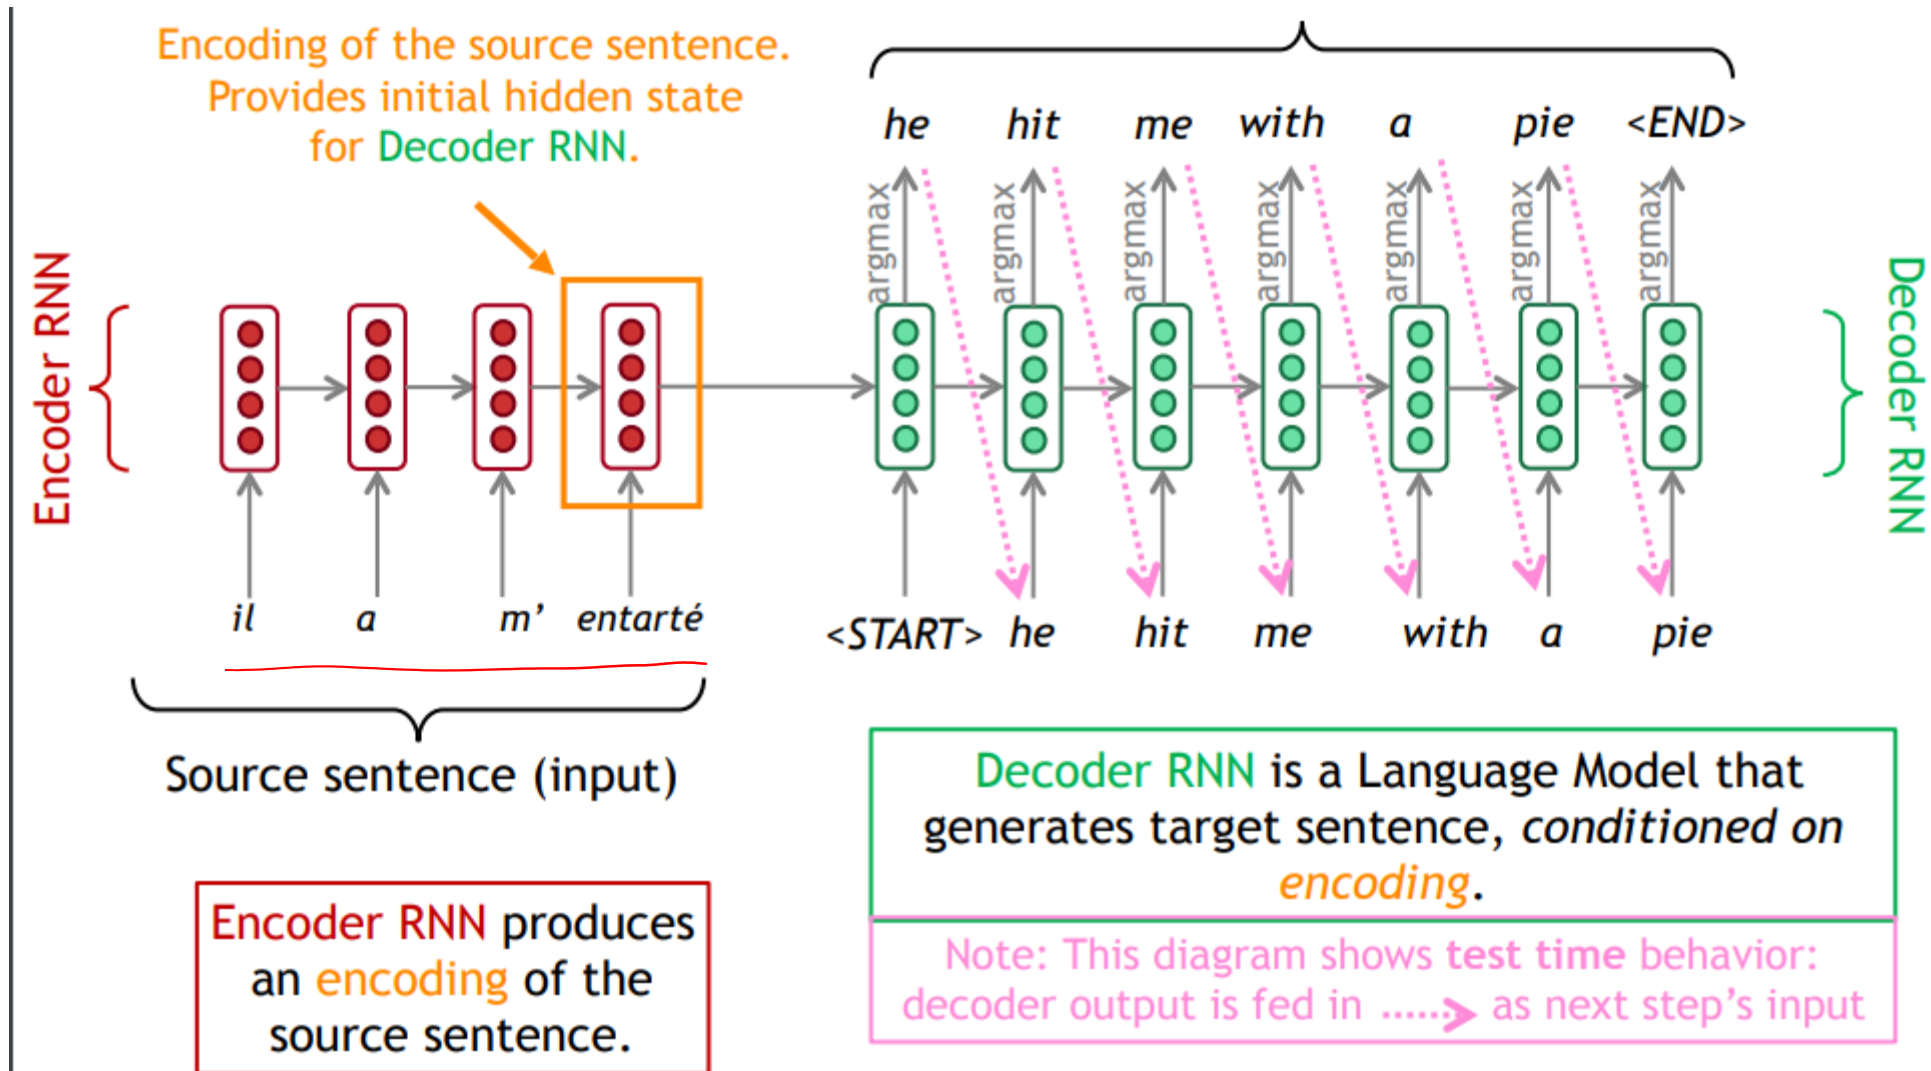 Encoding of the source sentence.
Provides initial hidden state
for Decoder RNN.
he hit me with a pie <END>
argmax argmax argmax argmax argmax argmax argmax
Encoder RNN
Decoder RNN
il a m’ entarté
<START> he hit me with a pie
Source sentence (input)
Encoder RNN produces
an encoding of the
source sentence.
Decoder RNN is a Language Model that
generates target sentence, conditioned on
encoding.
Note: This diagram shows test time behavior:
decoder output is fed in as next step’s input